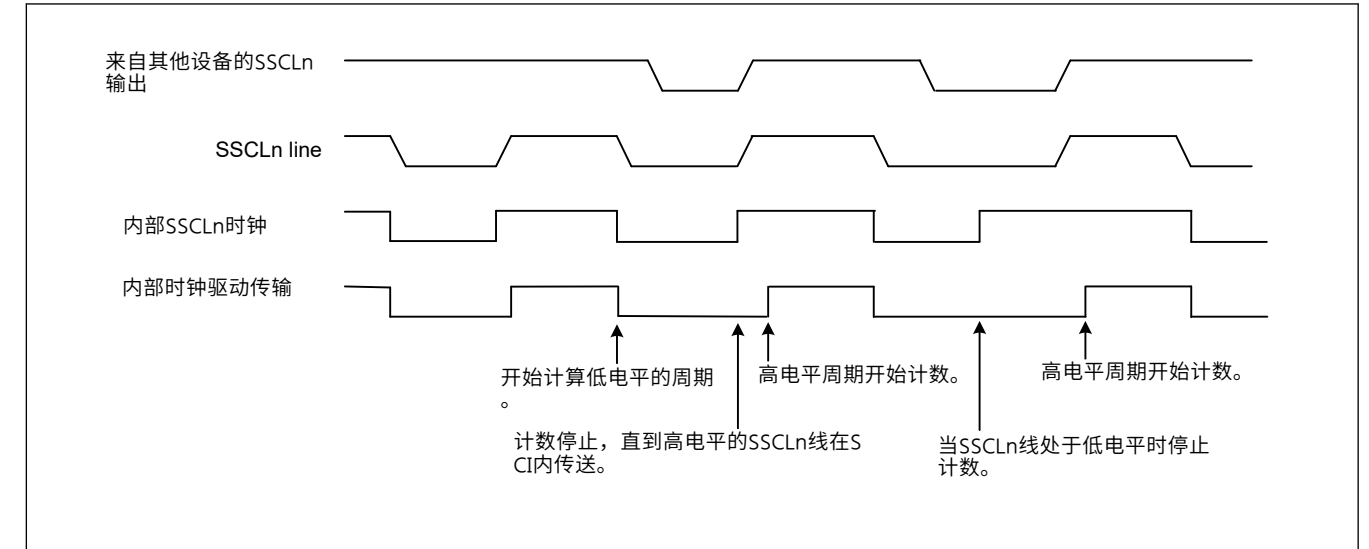 来自其他设备的SSCLn
输出
SSCLn line
内部SSCLn时钟
内部时钟驱动传输
开始计算低电平的周期
。
高电平周期开始计数。
高电平周期开始计数。
计数停止，直到高电平的SSCLn线在S
CI内传送。
当SSCLn线处于低电平时停止
计数。